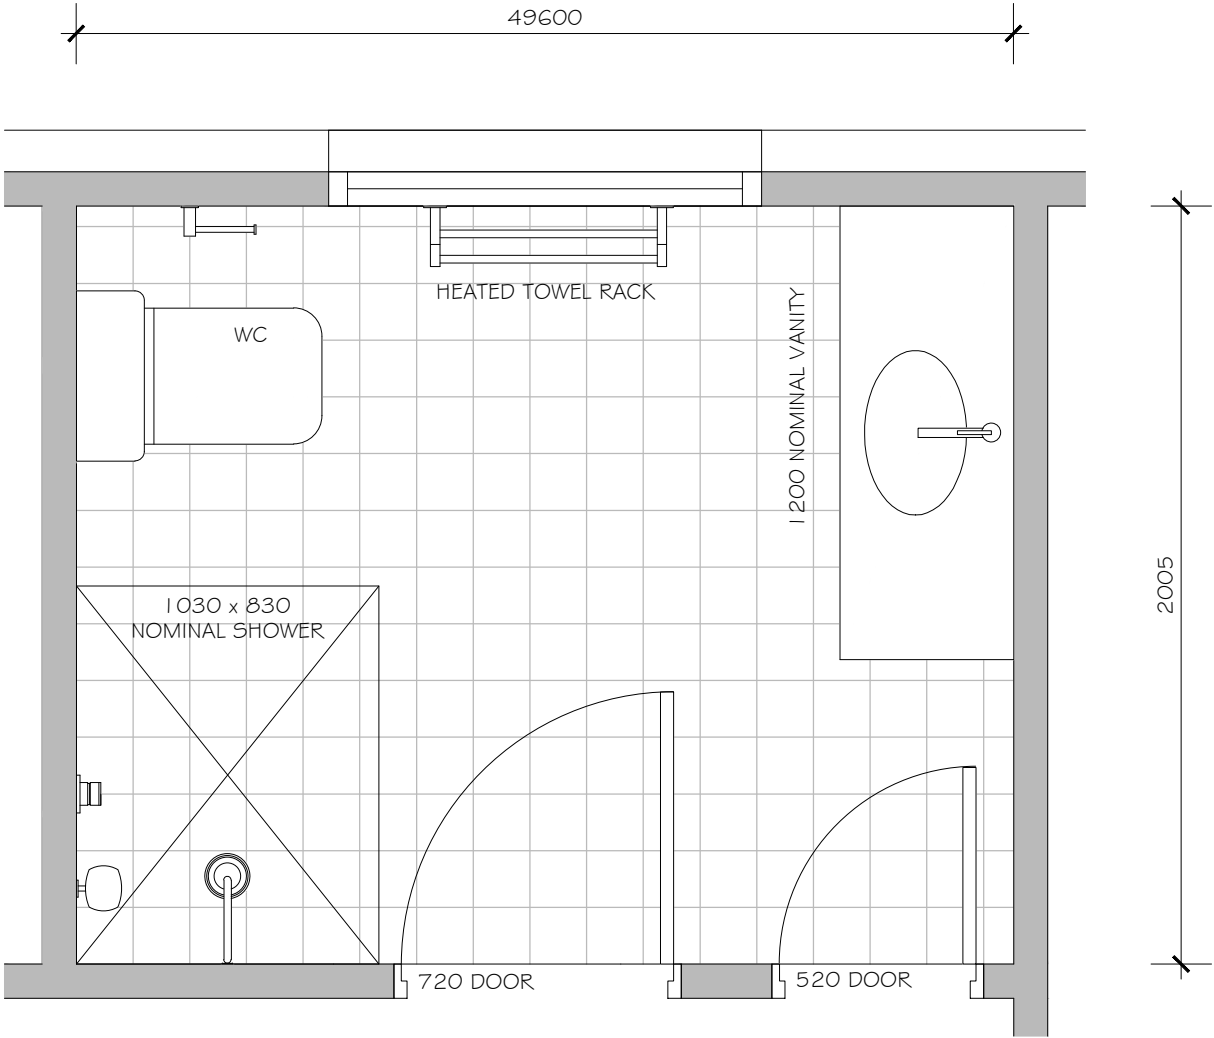 49600
HEATED TOWEL RACK
WC
1200 NOMINAL VANITY
2005
1030 x 830
NOMINAL SHOWER
720 DOOR
520 DOOR